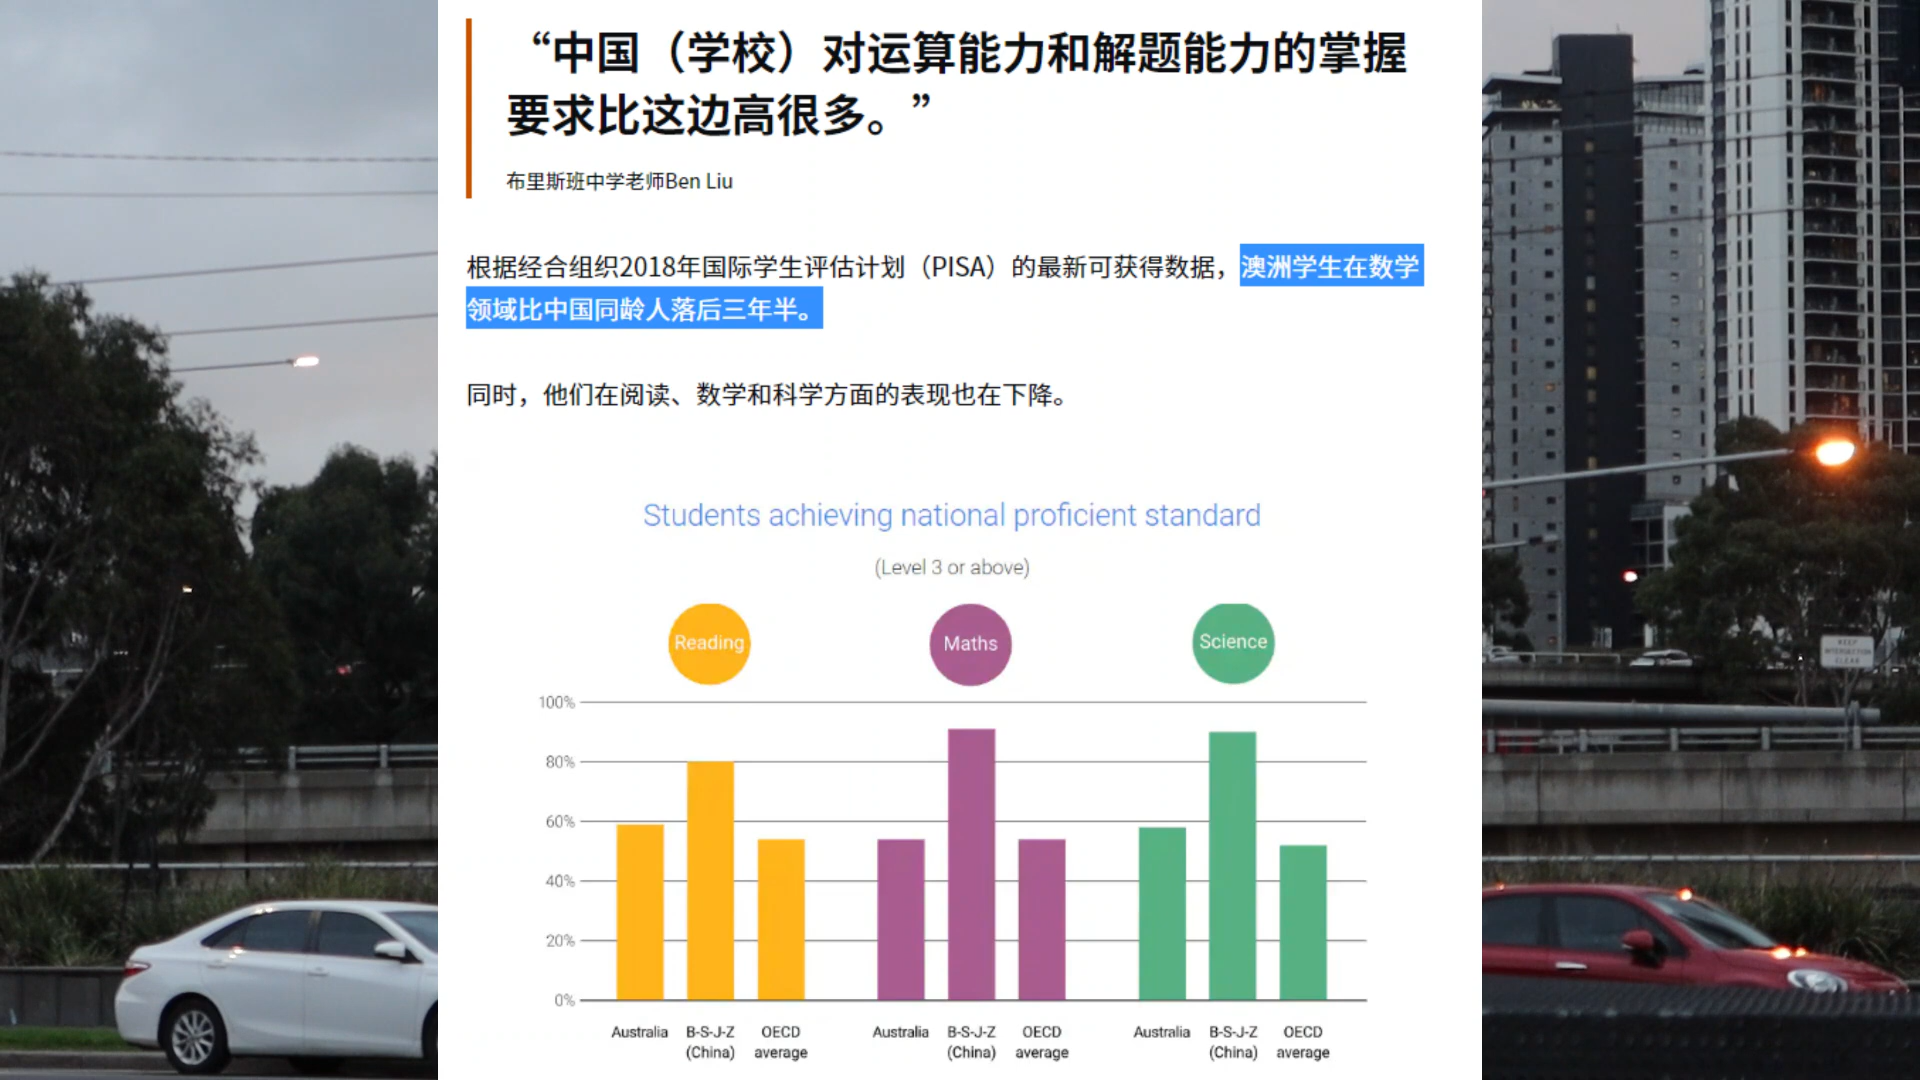 “中国（学校）对运算能力和解题能力的掌握
要求比这边高很多。”
布里斯班中学老师Ben Liu
根据经合组织2018年国际学生评估计划（PISA）的最新可获得数据，澳洲学生在数学
领域比中国同龄人落后三年半。
同时，他们在阅读、数学和科学方面的表现也在下降。
Students achieving national proficient standard
(Level 3 or above)
Reading
Maths
Science
100%
80%
60%
40%
20%
0%
Australia
B-S-J-Z
(China)
OECD
average
Australia
B-S-J-Z
(China)
OECD
average
Australia
B-S-J-Z
(China)
OECD
average
KEEP
INTERSECTION
CLEAR